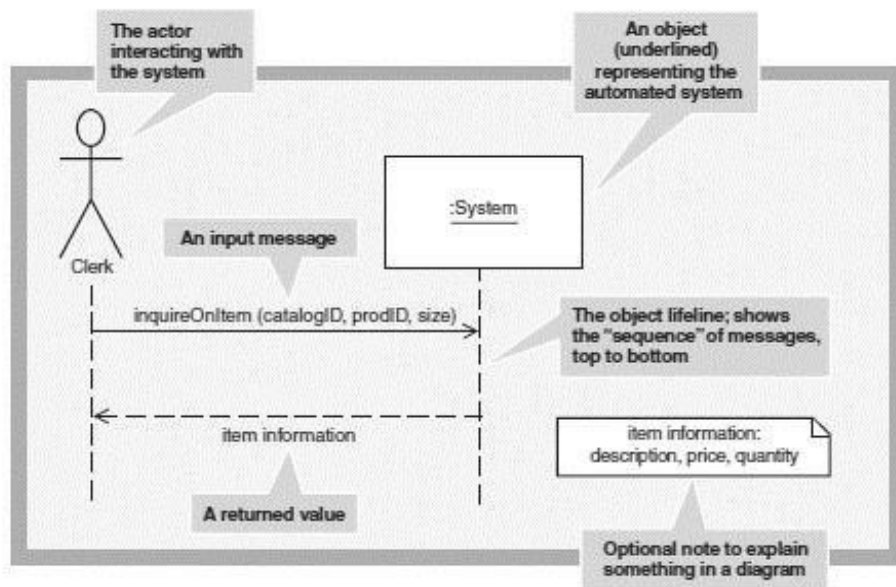 The actor
interacting with
the system
An object
(underlined)
representing the
automated system
:System
An input message
Clerk
inquireOnItem (catalogID, prodID, size)
The object lifeline; shows
the “sequence” of messages,
top to bottom
item information
item information:
description, price, quantity
A returned value
Optional note to explain
something in a diagram